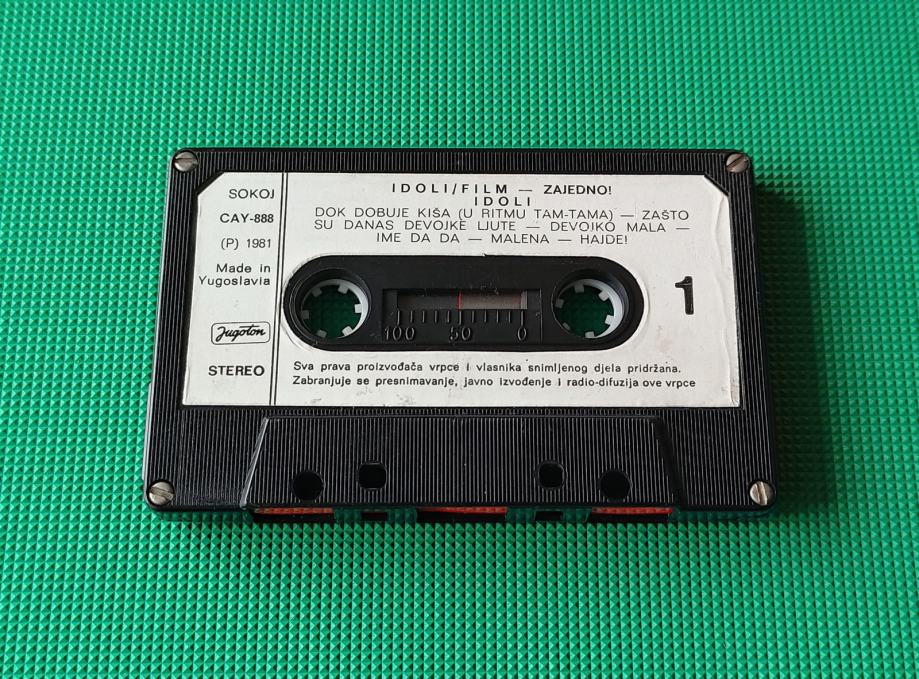 SOKOJ
CAY-888
(P) 1981
Made in
Yugoslavia
Jugoton
STEREO
IDOLI/FILM — ZAJEDNO!
IDOLI
DOK DOBUJE KIŠA (U RITMU TAM-TAMA) — ZAŠTO
SU DANAS DEVOJKE LJUTE — DEVOJKO MALA —
IME DA DA — MALENA — HAJDE!
1
100 50 0
Sva prava proizvođača vrpce i vlasnika snimljenog djela pridržana.
Zabranjuje se presnimavanje, javno izvođenje i radio-difuzija ove vrpce